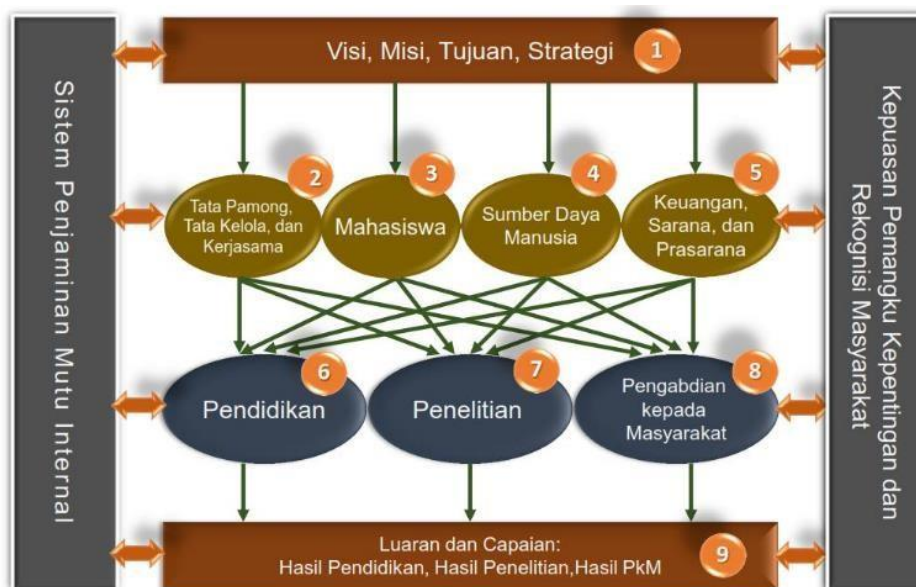 Visi, Misi, Tujuan, Strategi
1
Sistem Penjaminan Mutu Internal
Kepuasan Pemangku Kepentingan dan
Rekognisi Masyarakat
2
Tata Pamong,
Tata Kelola, dan
Kerjasama
3
Mahasiswa
4
Sumber Daya
Manusia
5
Keuangan,
Sarana, dan
Prasarana
6
Pendidikan
7
Penelitian
8
Pengabdian
kepada
Masyarakat
9
Luaran dan Capaian:
Hasil Pendidikan, Hasil Penelitian,Hasil PkM